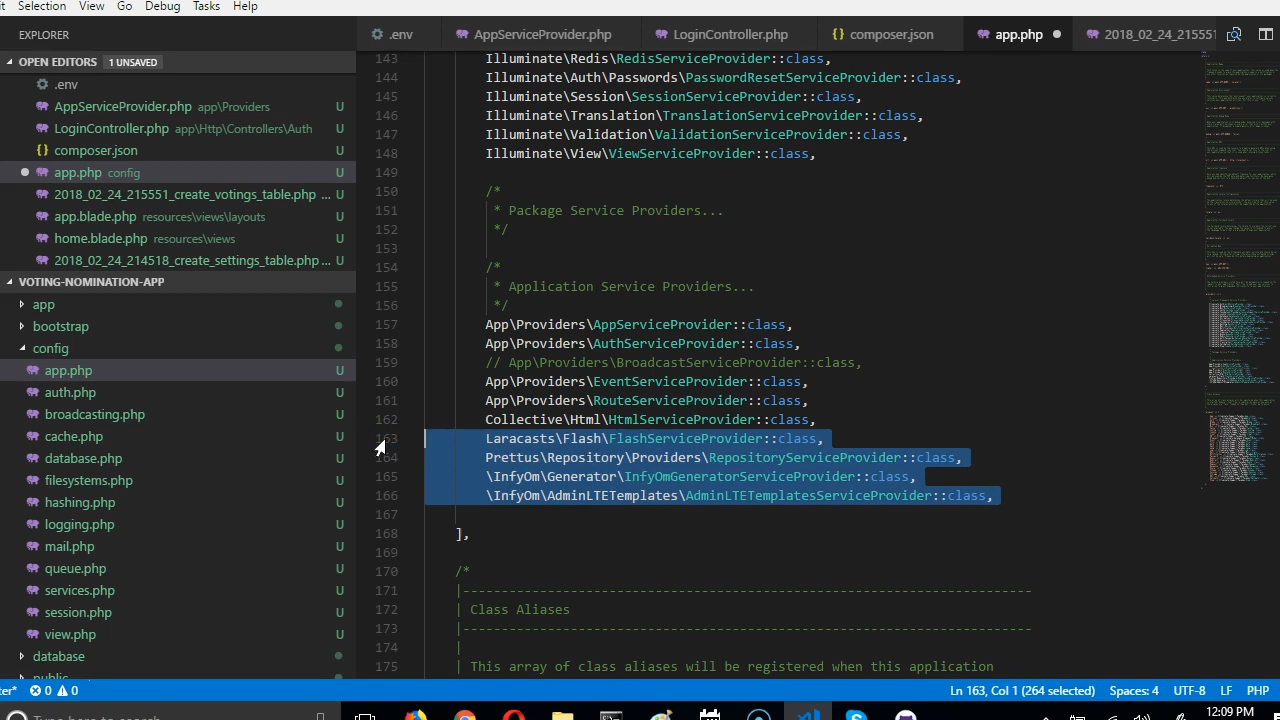 it Selection View Go Debug Tasks Help
EXPLORER
.env
AppServiceProvider.php
LoginController.php
{} composer.json
app.php ●
2018_02_24_215551
OPEN EDITORS 1 UNSAVED
.env
AppServiceProvider.php app\Providers U
LoginController.php app\Http\Controllers\Auth U
{} composer.json U
● app.php config U
2018_02_24_215551_create_votings_table.php ... U
app.blade.php resources\views\layouts U
home.blade.php resources\views U
2018_02_24_214518_create_settings_table.php ... U
VOTING-NOMINATION-APP
app
bootstrap
config
app.php U
auth.php U
broadcasting.php U
cache.php U
database.php U
filesystems.php U
hashing.php U
logging.php U
mail.php U
queue.php U
services.php U
session.php U
view.php U
database
public
143 Illuminate\Redis\RedisServiceProvider::class,
144 Illuminate\Auth\Passwords\PasswordResetServiceProvider::class,
145 Illuminate\Session\SessionServiceProvider::class,
146 Illuminate\Translation\TranslationServiceProvider::class,
147 Illuminate\Validation\ValidationServiceProvider::class,
148 Illuminate\View\ViewServiceProvider::class,
149
150 /*
151 * Package Service Providers...
152 */
153
154 /*
155 * Application Service Providers...
156 */
157 App\Providers\AppServiceProvider::class,
158 App\Providers\AuthServiceProvider::class,
159 // App\Providers\BroadcastServiceProvider::class,
160 App\Providers\EventServiceProvider::class,
161 App\Providers\RouteServiceProvider::class,
162 Collective\Html\HtmlServiceProvider::class,
163 Laracasts\Flash\FlashServiceProvider::class,
164 Prettus\Repository\Providers\RepositoryServiceProvider::class,
165 \InfyOm\Generator\InfyOmGeneratorServiceProvider::class,
166 \InfyOm\AdminLTETemplates\AdminLTETemplatesServiceProvider::class,
167
168 ],
169
170 /*
171 |--------------------------------------------------------------------------
172 | Class Aliases
173 |--------------------------------------------------------------------------
174 |
175 | This array of class aliases will be registered when this application
ter* 0 0
Ln 163, Col 1 (264 selected) Spaces: 4 UTF-8 LF PHP
12:09 PM